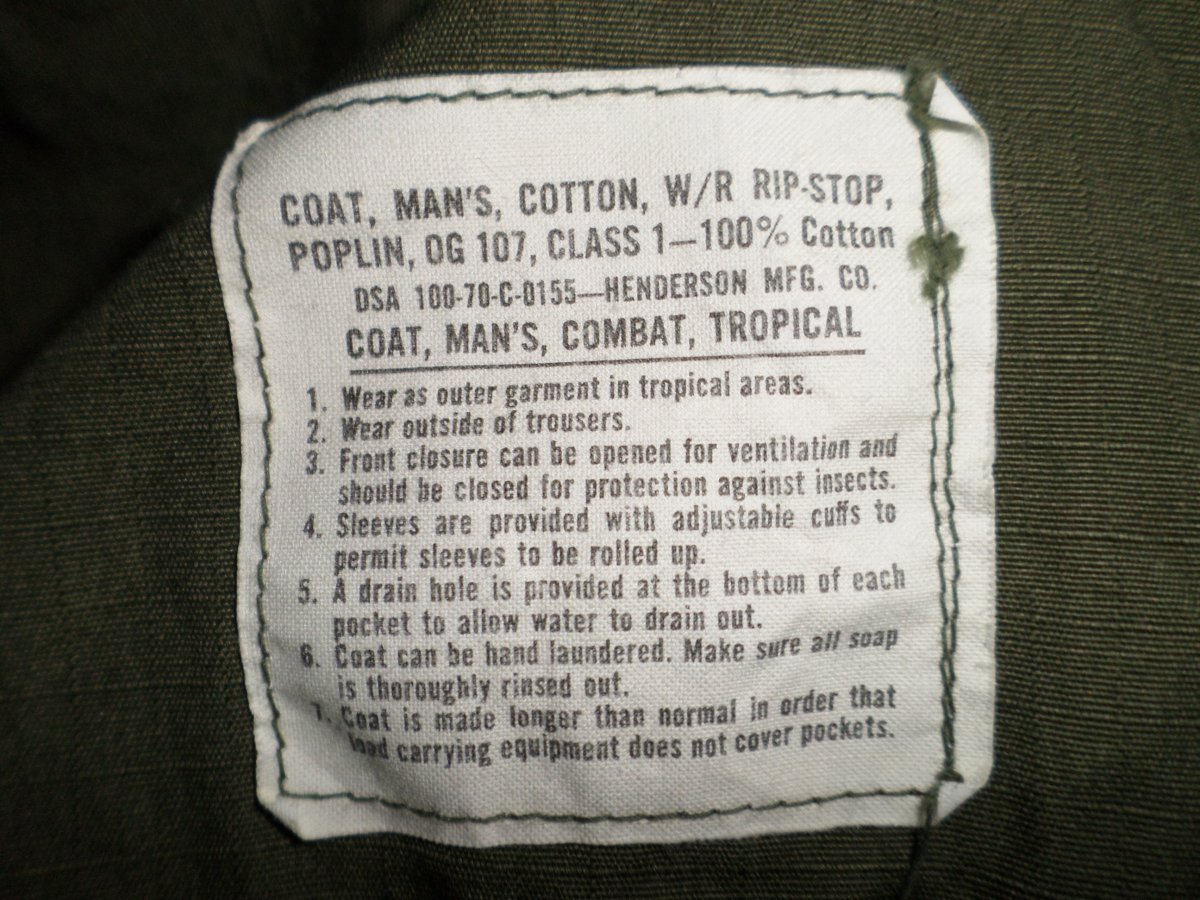 COAT, MAN'S, COTTON, W/R RIP-STOP,
POPLIN, OG 107, CLASS 1—100% Cotton
DSA 100-70-C-0155—HENDERSON MFG. CO.
COAT, MAN'S, COMBAT, TROPICAL
1. Wear as outer garment in tropical areas.
2. Wear outside of trousers.
3. Front closure can be opened for ventilation and
should be closed for protection against insects.
4. Sleeves are provided with adjustable cuffs to
permit sleeves to be rolled up.
5. A drain hole is provided at the bottom of each
pocket to allow water to drain out.
6. Coat can be hand laundered. Make sure all soap
is thoroughly rinsed out.
7. Coat is made longer than normal in order that
load carrying equipment does not cover pockets.